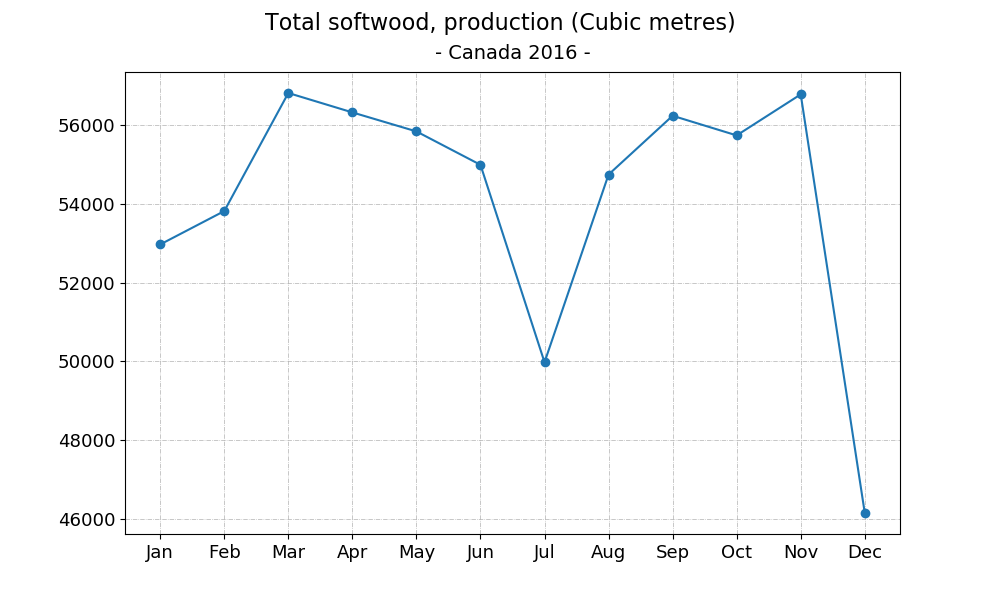 Total softwood, production (Cubic metres)
- Canada 2016 -
56000
54000
52000
50000
48000
46000
Jan Feb Mar Apr May Jun Jul Aug Sep Oct Nov Dec